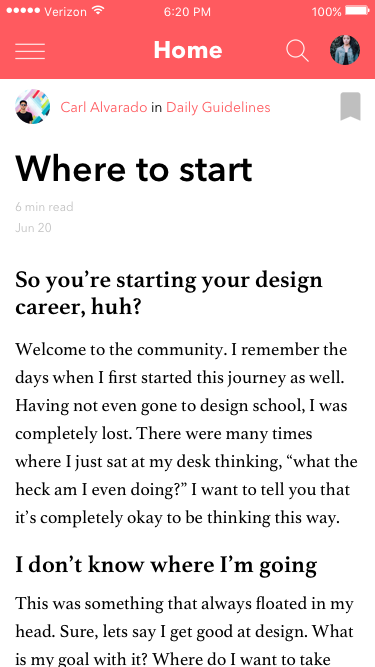 Verizon 6:20 PM 100%
Home
Carl Alvarado in Daily Guidelines
Where to start
6 min read
Jun 20
So you’re starting your design
career, huh?
Welcome to the community. I remember the
days when I first started this journey as well.
Having not even gone to design school, I was
completely lost. There were many times
where I just sat at my desk thinking, “what the
heck am I even doing?” I want to tell you that
it’s completely okay to be thinking this way.
I don’t know where I’m going
This was something that always floated in my
head. Sure, lets say I get good at design. What
is my goal with it? Where do I want to take